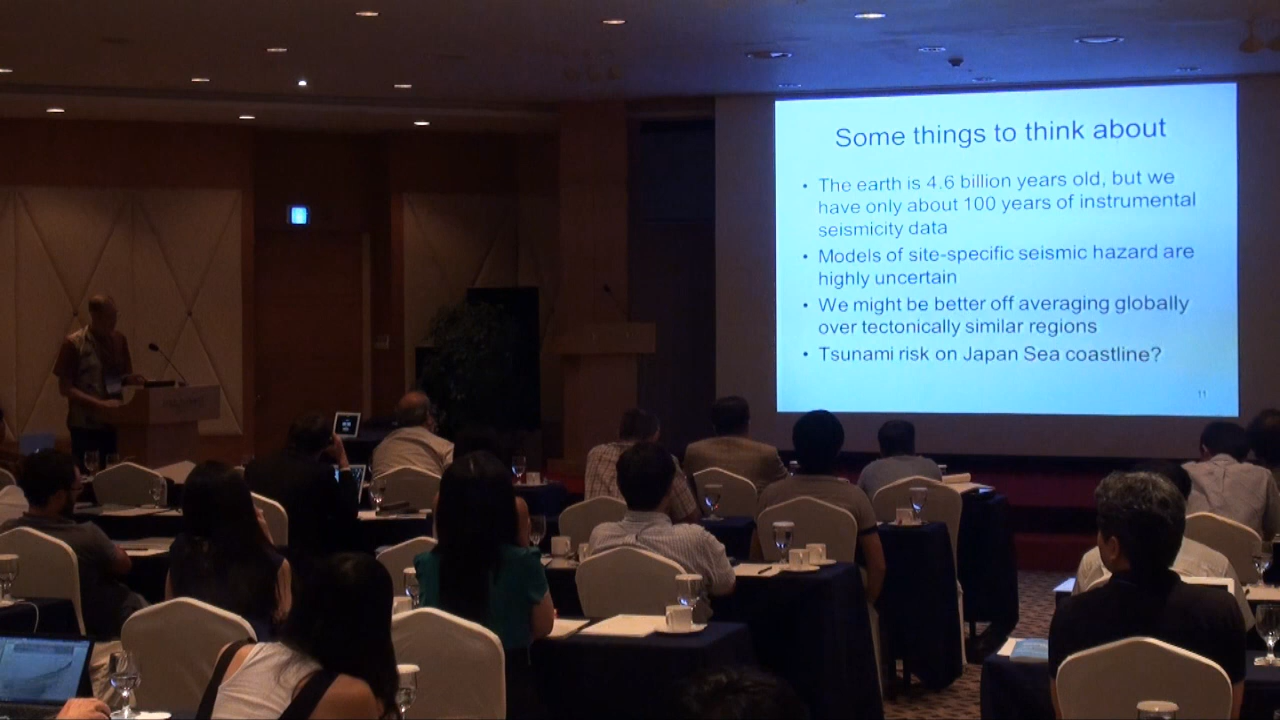 Some things to think about
• The earth is 4.6 billion years old, but we
have only about 100 years of instrumental
seismicity data
• Models of site-specific seismic hazard are
highly uncertain
• We might be better off averaging globally
over tectonically similar regions
• Tsunami risk on Japan Sea coastline?
11